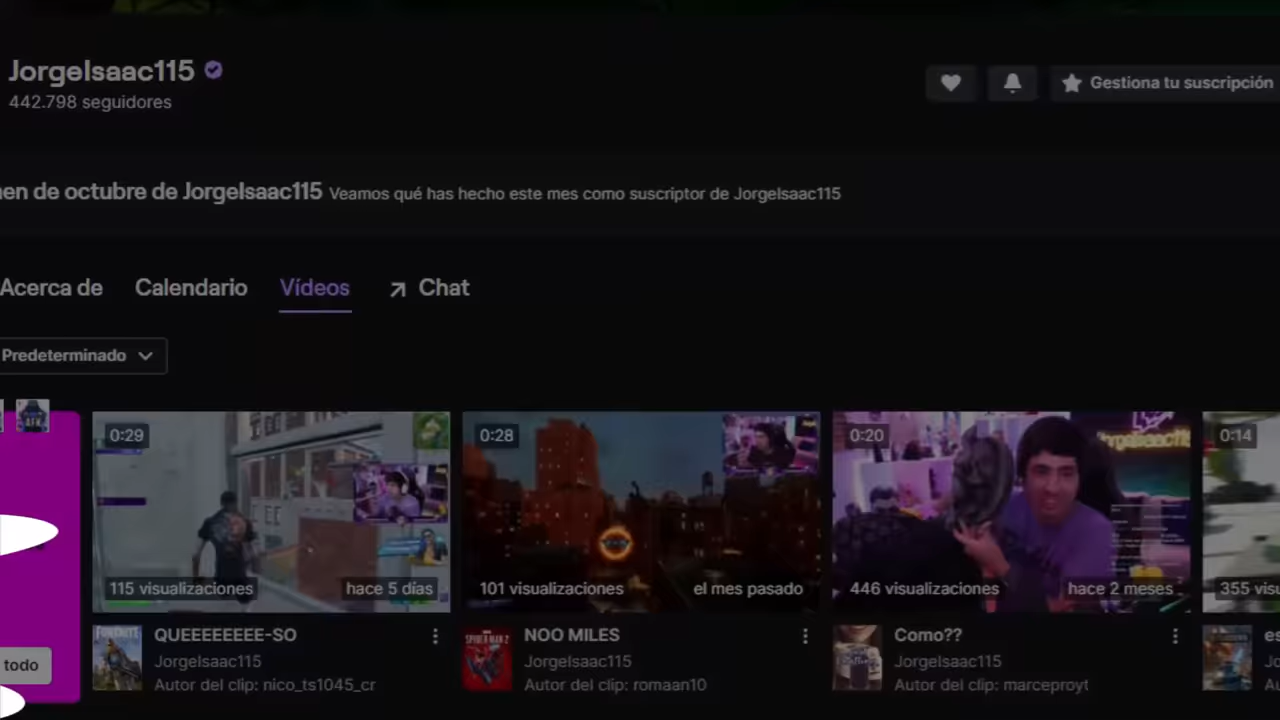 JorgeIsaac115
442.798 seguidores
Gestiona tu suscripción
en de octubre de JorgeIsaac115 Veamos qué has hecho este mes como suscriptor de JorgeIsaac115
Acerca de Calendario Vídeos Chat
Predeterminado
0:29 0:28 0:20 0:14
115 visualizaciones hace 5 días 101 visualizaciones el mes pasado 446 visualizaciones hace 2 meses 355
QUEEEEEEEE-SO NOO MILES Como??
todo JorgeIsaac115 JorgeIsaac115 JorgeIsaac115
Autor del clip: nico_ts1045_cr Autor del clip: romaan10 Autor del clip: marceproyt